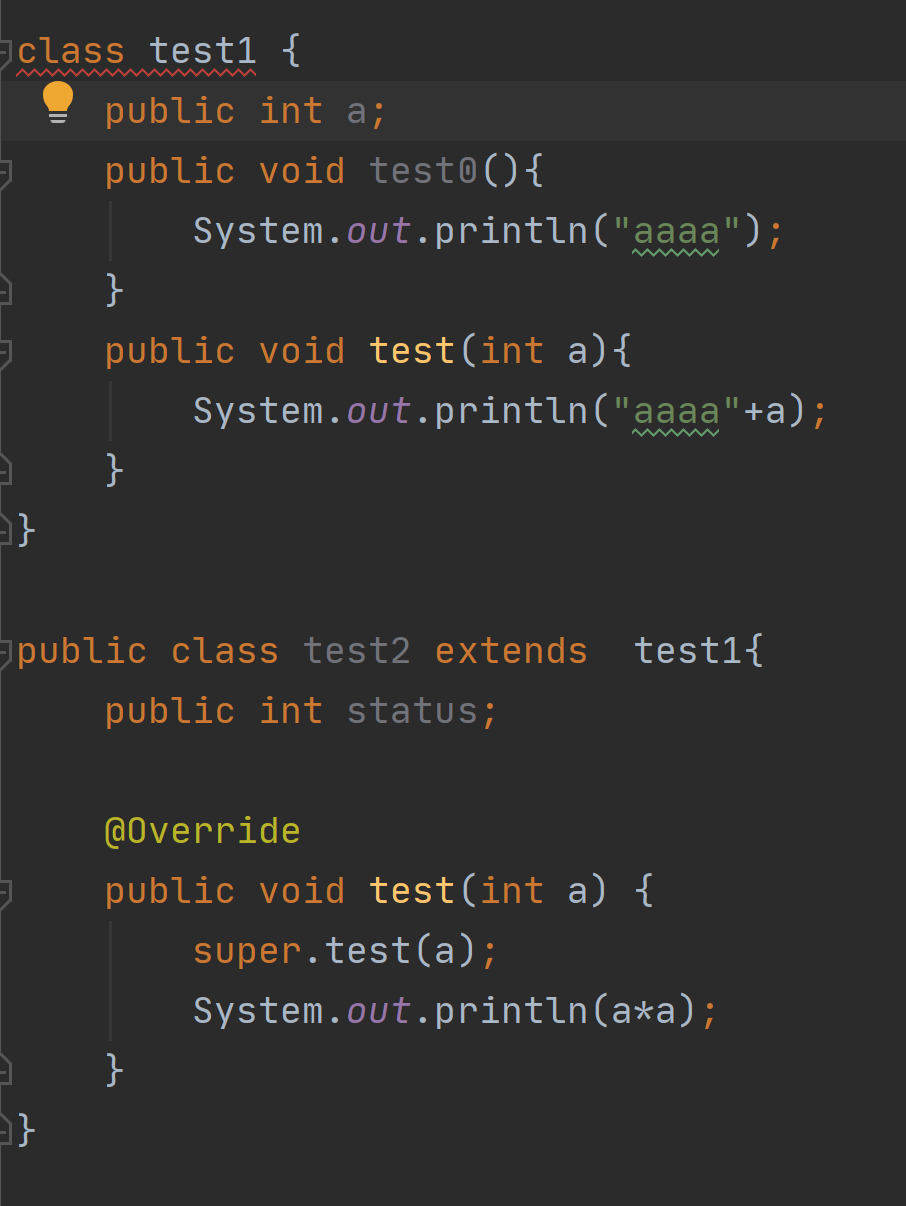 class test1 {
    public int a;
    public void test0(){
        System.out.println("aaaa");
    }
    public void test(int a){
        System.out.println("aaaa"+a);
    }
}
public class test2 extends  test1{
    public int status;
    @Override
    public void test(int a) {
        super.test(a);
        System.out.println(a*a);
    }
}